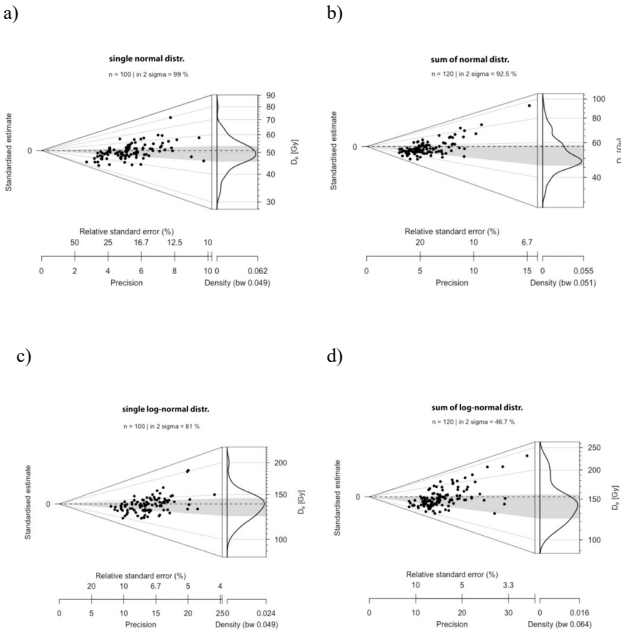 a)
single normal distr.
n = 100 | in 2 sigma = 99 %
Standardised estimate
0
90
80
70
60
50
40
30
Dₑ [Gy]
Relative standard error (%)
50 25 16.7 12.5 10
0 2 4 6 8 10 0 0.062
Precision Density (bw 0.049)
b)
sum of normal distr.
n = 120 | in 2 sigma = 92.5 %
Standardised estimate
0
100
80
60
40
Dₑ [Gy]
Relative standard error (%)
20 10 6.7
0 5 10 15 0 0.055
Precision Density (bw 0.051)
c)
single log-normal distr.
n = 100 | in 2 sigma = 81 %
Standardised estimate
0
200
150
100
Dₑ [Gy]
Relative standard error (%)
20 10 6.7 5 4
0 5 10 15 20 250 0.024
Precision Density (bw 0.049)
d)
sum of log-normal distr.
n = 120 | in 2 sigma = 46.7 %
Standardised estimate
0
250
200
150
100
Dₑ [Gy]
Relative standard error (%)
10 5 3.3
0 10 20 30 0 0.016
Precision Density (bw 0.064)